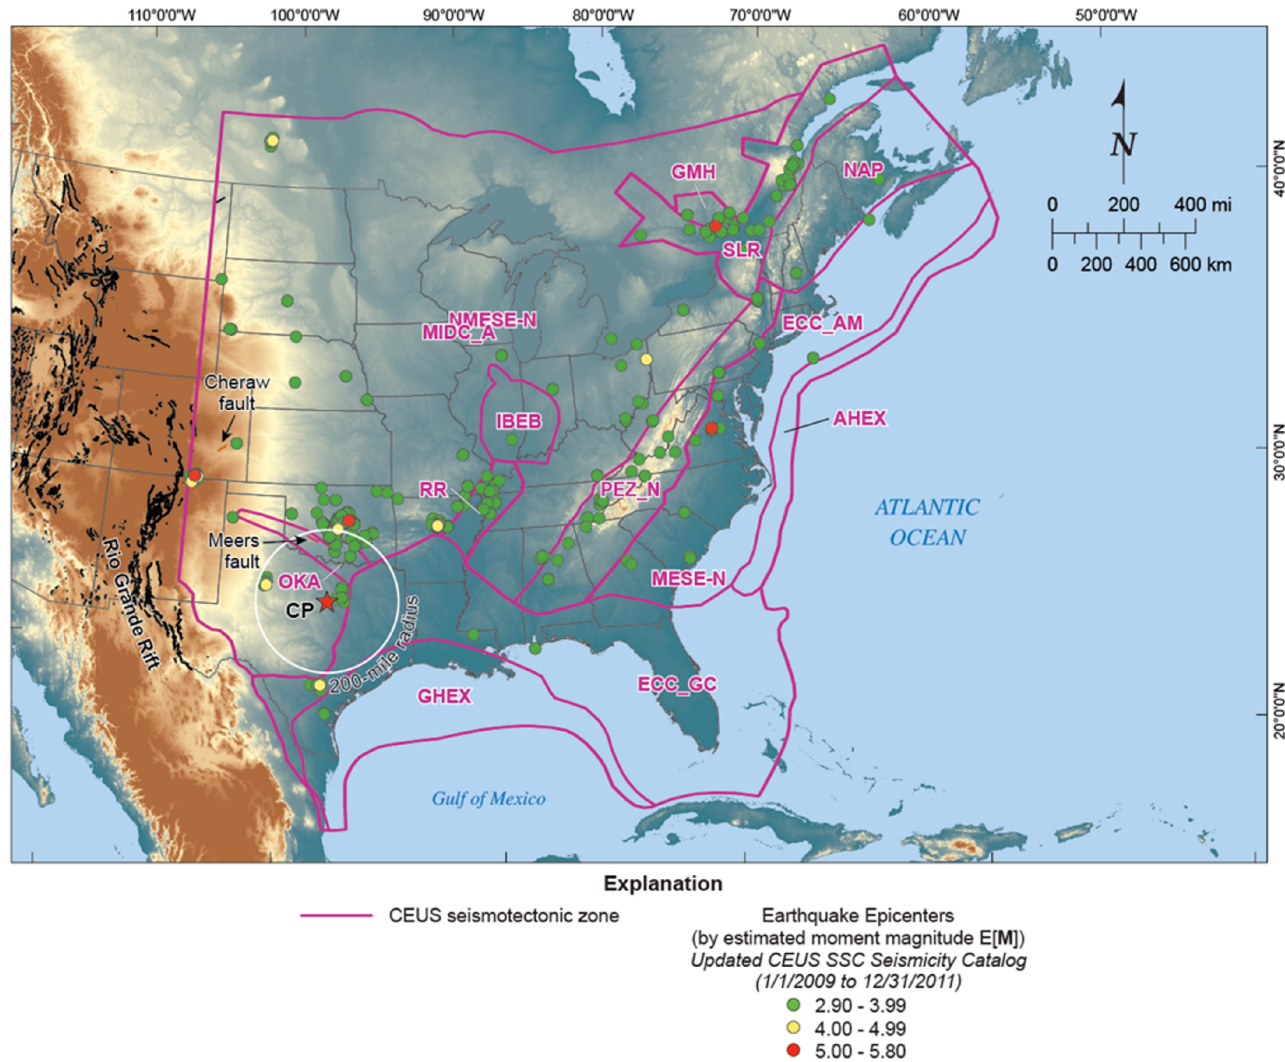 110°0'0"W 100°0'0"W 90°0'0"W 80°0'0"W 70°0'0"W 60°0'0"W 50°0'0"W
40°0'0"N
30°0'0"N
20°0'0"N
N
0 200 400 mi
0 200 400 600 km
GMH
NAP
SLR
NMESE-N
MIDC_A
ECC_AM
Cheraw
fault
IBEB
AHEX
RR
PEZ_N
ATLANTIC
OCEAN
Meers
fault
OKA
MESE-N
CP
Rio Grande Rift
200-mile radius
GHEX
ECC_GC
Gulf of Mexico
Explanation
CEUS seismotectonic zone
Earthquake Epicenters
(by estimated moment magnitude E[M])
Updated CEUS SSC Seismicity Catalog
(1/1/2009 to 12/31/2011)
2.90 - 3.99
4.00 - 4.99
5.00 - 5.80